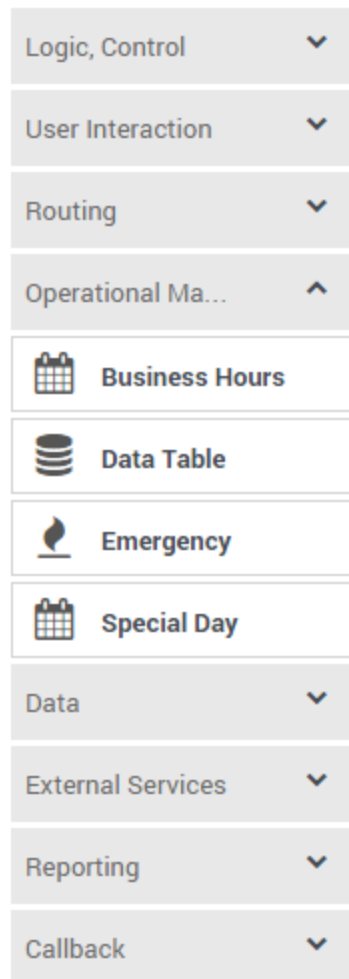 Logic, Control
User Interaction
Routing
Operational Ma...
Business Hours
Data Table
Emergency
Special Day
Data
External Services
Reporting
Callback